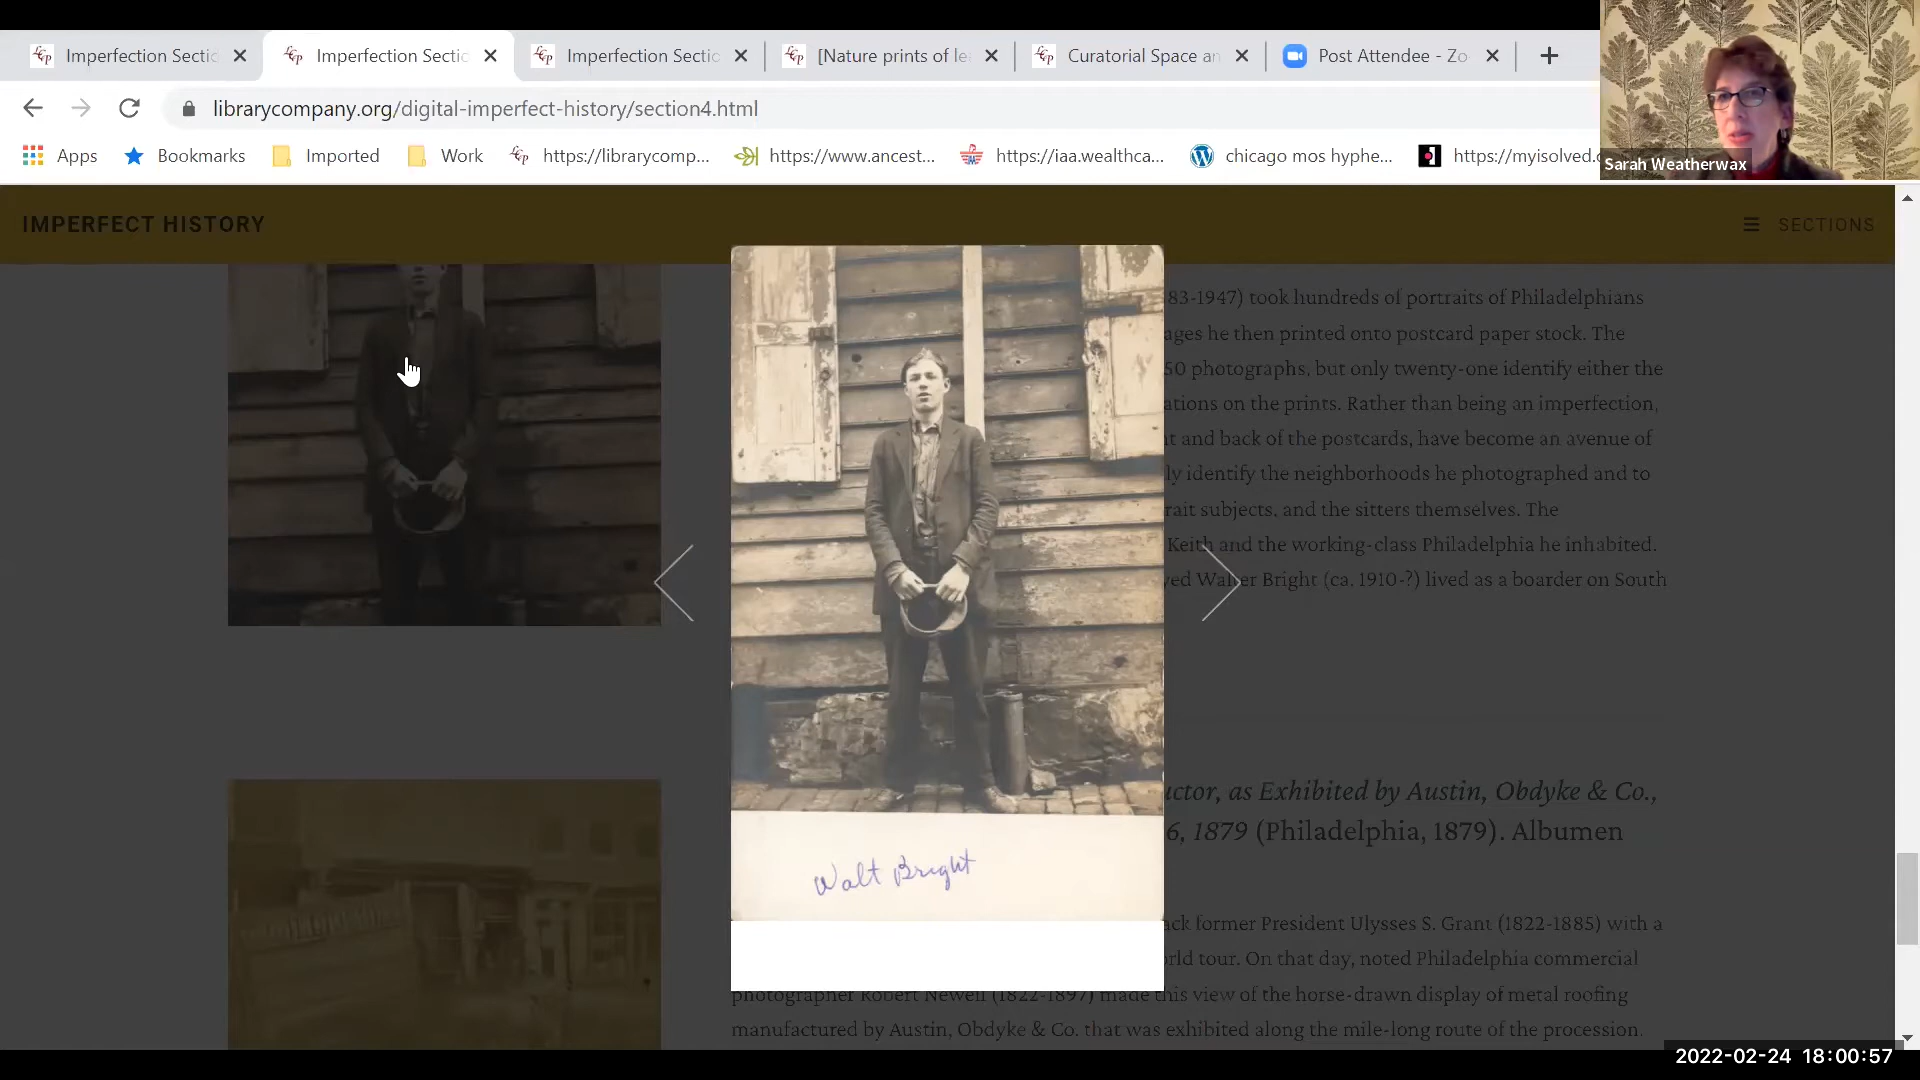 Imperfection Sectio
Imperfection Sectio
Imperfection Sectio
[Nature prints of le
Curatorial Space an
Post Attendee - Zo
librarycompany.org/digital-imperfect-history/section4.html
Apps
Bookmarks
Imported
Work
https://librarycomp...
https://www.ancest...
https://iaa.wealthca...
chicago mos hyphe...
https://myisolved.c
Sarah Weatherwax
IMPERFECT HISTORY
SECTIONS
83-1947) took hundreds of portraits of Philadelphians
ages he then printed onto postcard paper stock. The
50 photographs, but only twenty-one identify either the
ations on the prints. Rather than being an imperfection,
t and back of the postcards, have become an avenue of
ly identify the neighborhoods he photographed and to
rait subjects, and the sitters themselves. The
Keith and the working-class Philadelphia he inhabited.
yed Walter Bright (ca. 1910-?) lived as a boarder on South
uctor, as Exhibited by Austin, Obdyke & Co.,
6, 1879 (Philadelphia, 1879). Albumen
Walt Bright
ack former President Ulysses S. Grant (1822-1885) with a
orld tour. On that day, noted Philadelphia commercial
photographer Robert Newell (1822-1897) made this view of the horse-drawn display of metal roofing
manufactured by Austin, Obdyke & Co. that was exhibited along the mile-long route of the procession.
2022-02-24 18:00:57